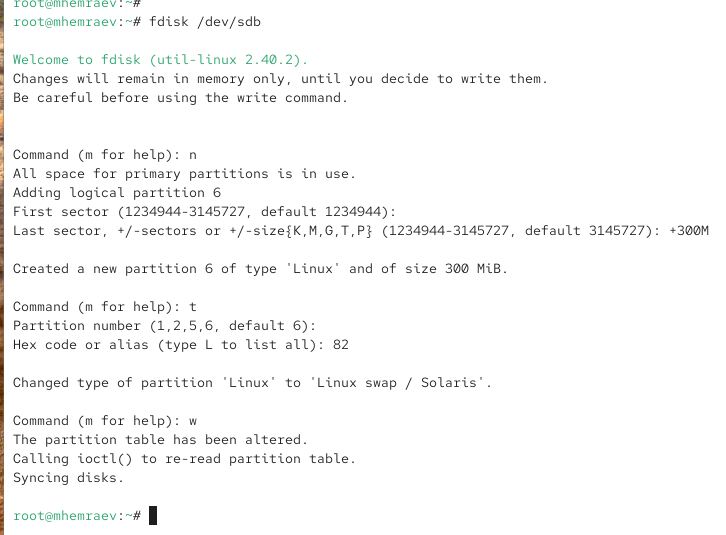 root@mhemraev:~#
root@mhemraev:~# fdisk /dev/sdb
Welcome to fdisk (util-linux 2.40.2).
Changes will remain in memory only, until you decide to write them.
Be careful before using the write command.
Command (m for help): n
All space for primary partitions is in use.
Adding logical partition 6
First sector (1234944-3145727, default 1234944):
Last sector, +/-sectors or +/-size{K,M,G,T,P} (1234944-3145727, default 3145727): +300M
Created a new partition 6 of type 'Linux' and of size 300 MiB.
Command (m for help): t
Partition number (1,2,5,6, default 6):
Hex code or alias (type L to list all): 82
Changed type of partition 'Linux' to 'Linux swap / Solaris'.
Command (m for help): w
The partition table has been altered.
Calling ioctl() to re-read partition table.
Syncing disks.
root@mhemraev:~#